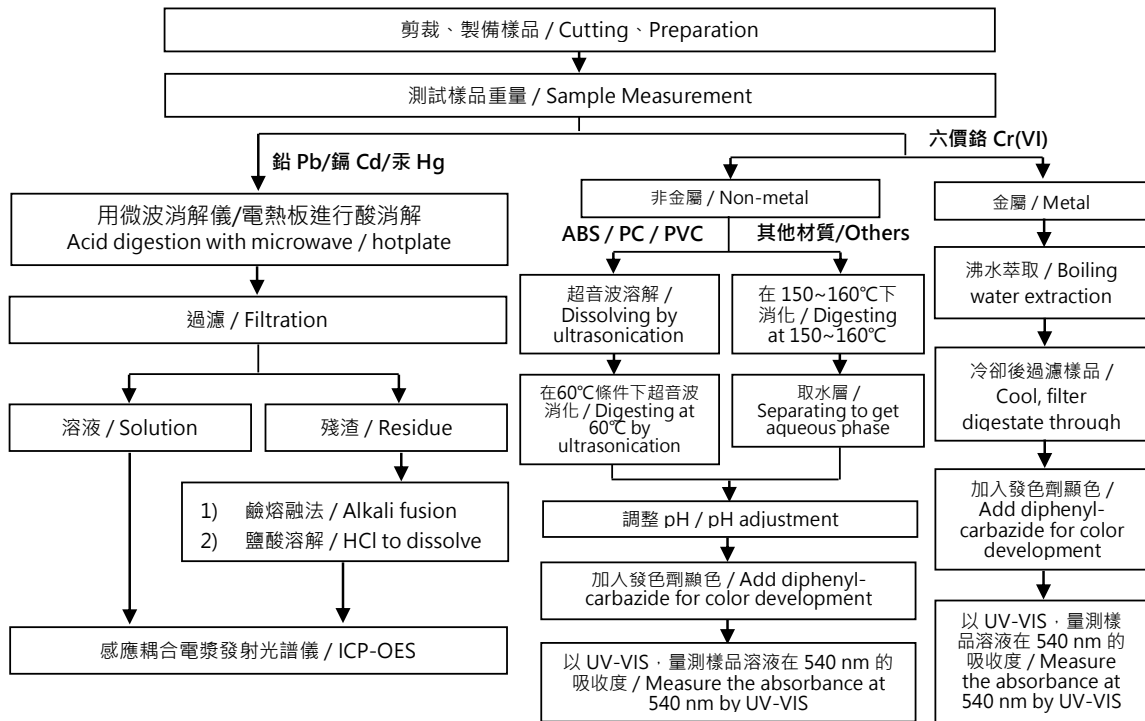 剪裁、製備樣品 / Cutting、Preparation
測試樣品重量 / Sample Measurement
鉛 Pb/鎘 Cd/汞 Hg
六價鉻 Cr(VI)
用微波消解儀/電熱板進行酸消解
Acid digestion with microwave / hotplate
過濾 / Filtration
溶液 / Solution
殘渣 / Residue
1) 鹼熔融法 / Alkali fusion
2) 鹽酸溶解 / HCl to dissolve
感應耦合電漿發射光譜儀 / ICP-OES
非金屬 / Non-metal
ABS / PC / PVC
其他材質/Others
超音波溶解 /
Dissolving by
ultrasonication
在60℃條件下超音波
消化 / Digesting at
60℃ by
ultrasonication
在 150~160℃下
消化 / Digesting
at 150~160℃
取水層 /
Separating to get
aqueous phase
調整 pH / pH adjustment
加入發色劑顯色 / Add diphenyl-
carbazide for color development
以 UV-VIS，量測樣品溶液在 540 nm 的
吸收度 / Measure the absorbance at
540 nm by UV-VIS
金屬 / Metal
沸水萃取 / Boiling
water extraction
冷卻後過濾樣品 /
Cool, filter
digestate through
加入發色劑顯色 /
Add diphenyl-
carbazide for color
development
以 UV-VIS，量測樣
品溶液在 540 nm 的
吸收度 / Measure
the absorbance at
540 nm by UV-VIS